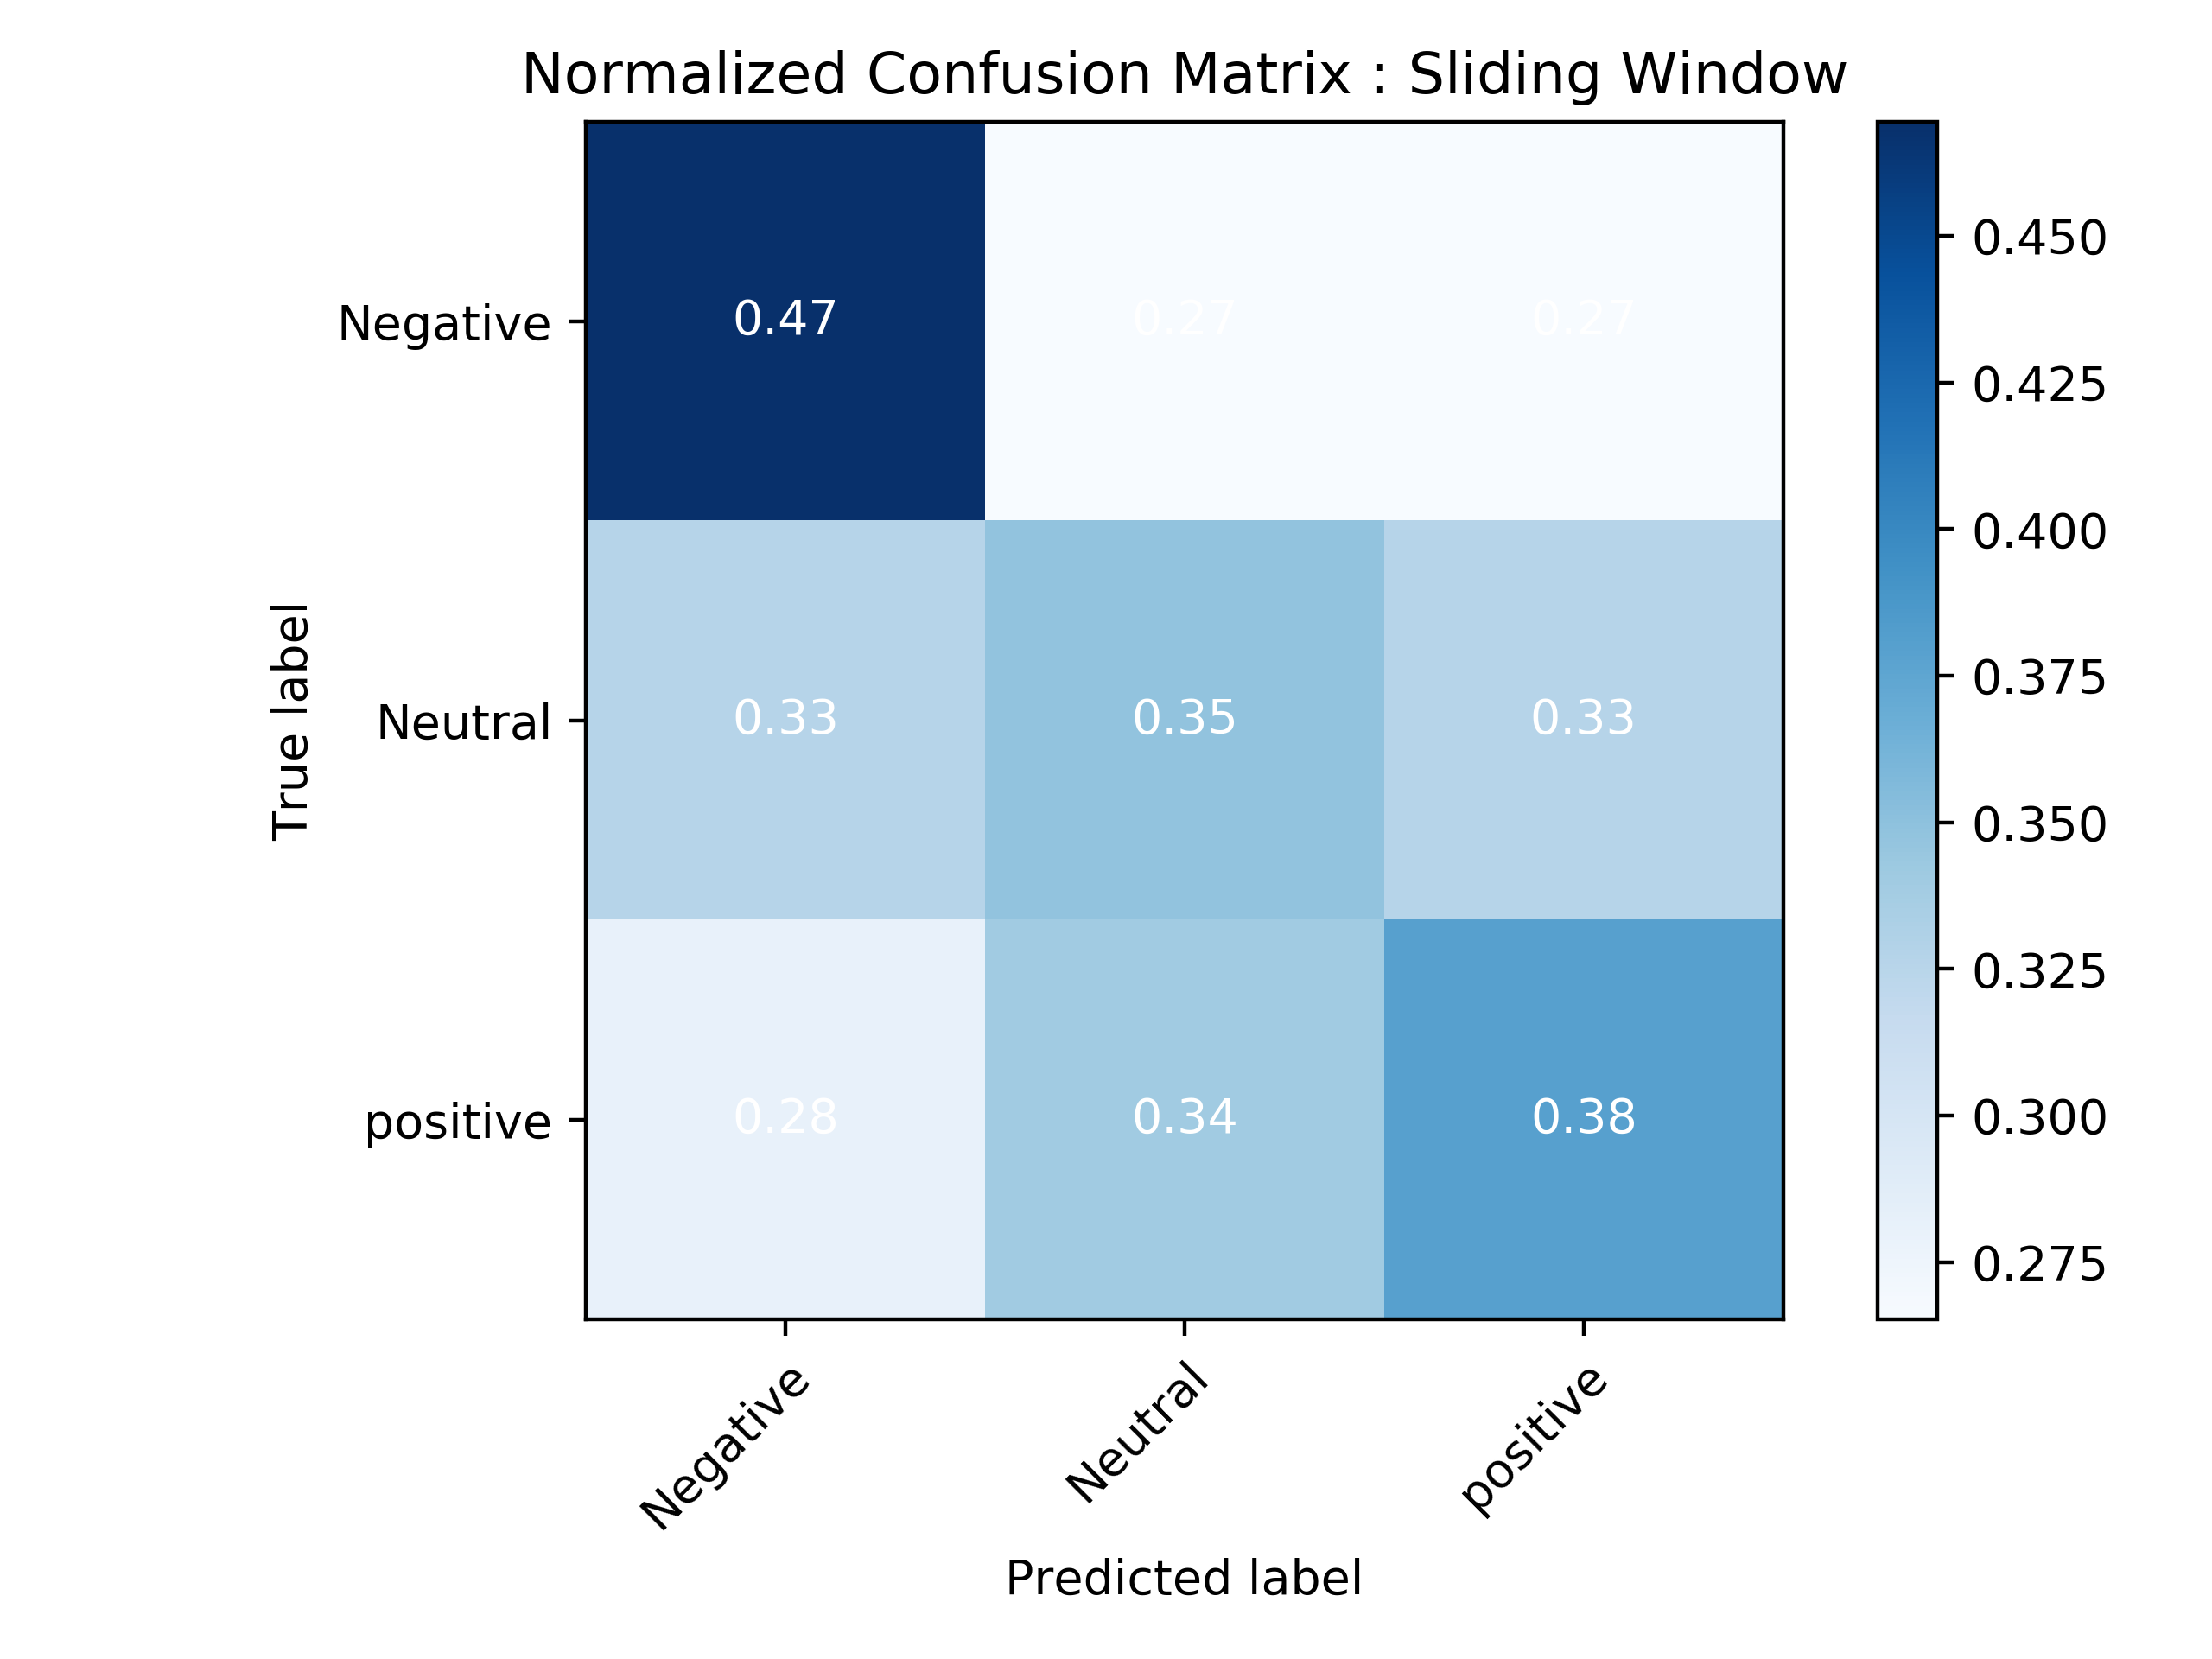 Normalized Confusion Matrix : Sliding Window
Negative
0.47
0.27
0.27
0.450
0.425
0.400
0.375
0.350
0.325
0.300
0.275
True label
Neutral
0.33
0.35
0.33
positive
0.28
0.34
0.38
Negative
Neutral
positive
Predicted label